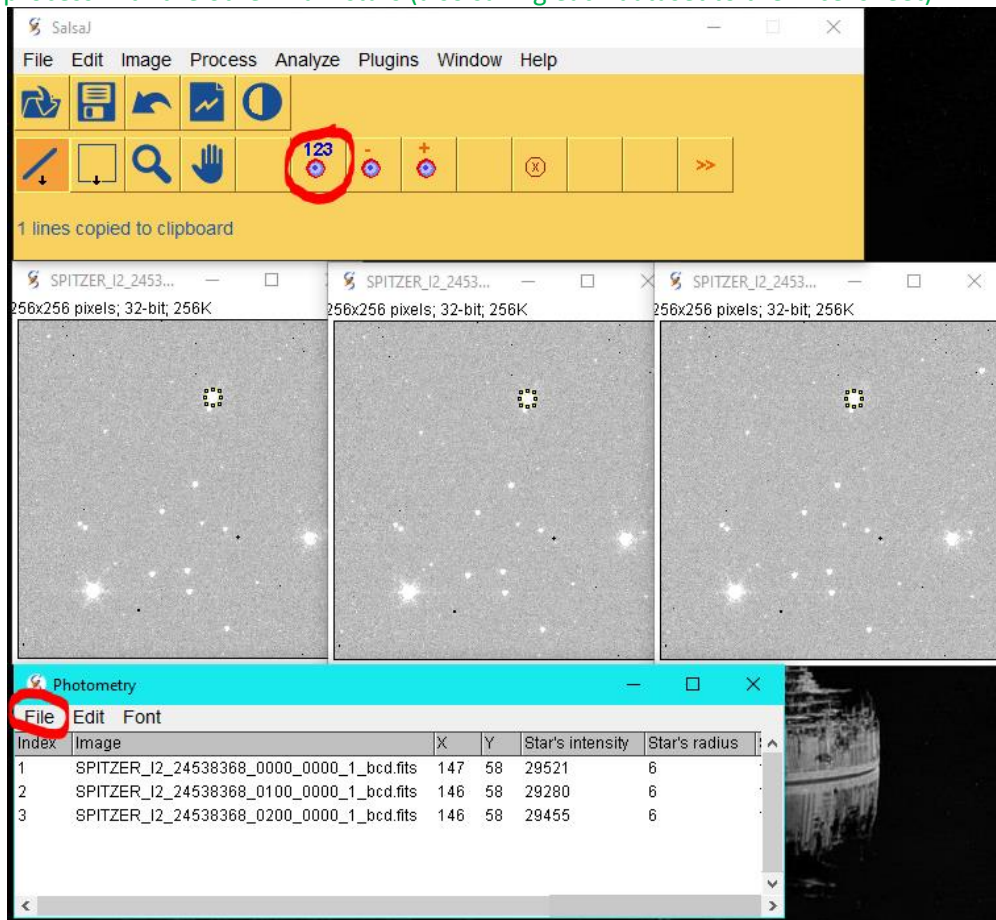 SalsaJ
File Edit Image Process Analyze Plugins Window Help
123 - +
(X) >>
1 lines copied to clipboard
SPITZER_I2_2453... SPITZER_I2_2453... SPITZER_I2_2453...
256x256 pixels; 32-bit; 256K 256x256 pixels; 32-bit; 256K 256x256 pixels; 32-bit; 256K
Photometry
File Edit Font
Index Image X Y Star's intensity Star's radius
1 SPITZER_I2_24538368_0000_0000_1_bcd.fits 147 58 29521 6
2 SPITZER_I2_24538368_0100_0000_1_bcd.fits 146 58 29280 6
3 SPITZER_I2_24538368_0200_0000_1_bcd.fits 146 58 29455 6